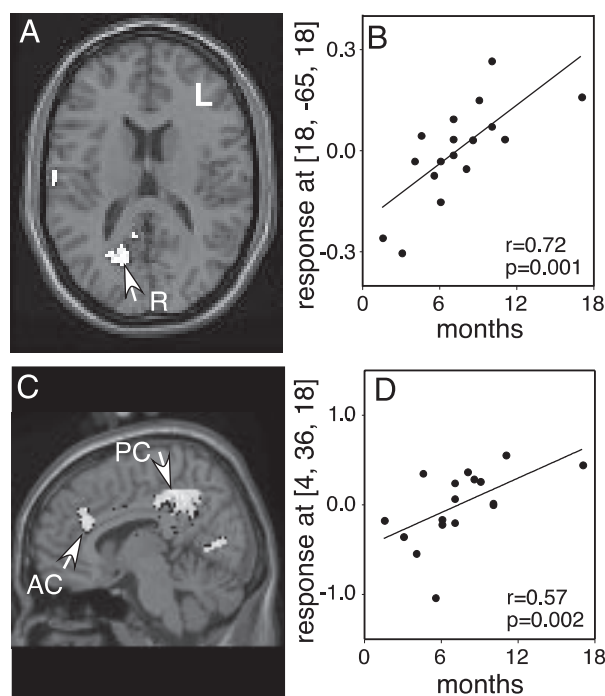 A
L
R
B
response at [18, -65, 18]
0.3
0.0
-0.3
r=0.72
p=0.001
0 6 12 18
months
C
PC
AC
D
response at [4, 36, 18]
1.0
0.0
-1.0
r=0.57
p=0.002
0 6 12 18
months